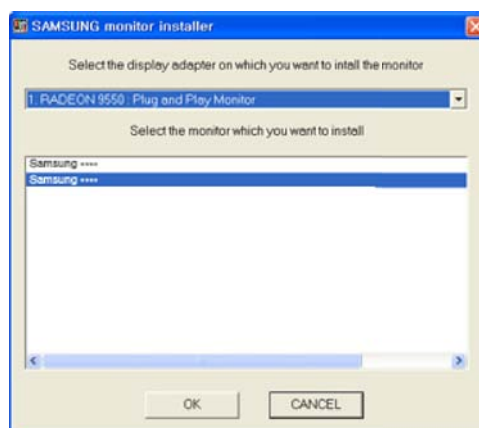 SAMSUNG monitor installer
Select the display adapter on which you want to intall the monitor
1. RADEON 9550 : Plug and Play Monitor
Select the monitor which you want to install
Samsung ****
Samsung ****
OK
CANCEL